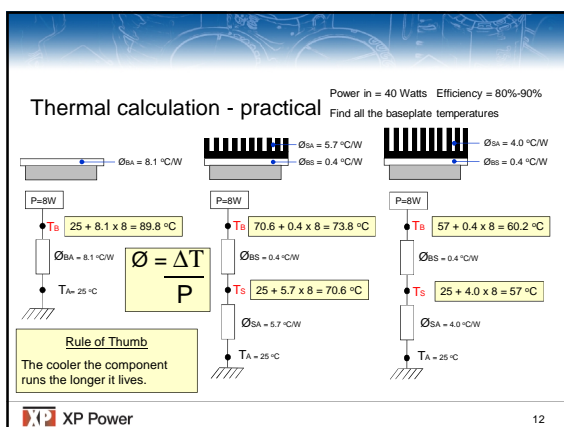 Thermal calculation - practical
Power in = 40 Watts Efficiency = 80%-90%
Find all the baseplate temperatures
ØBA = 8.1 ºC/W
P=8W
TB 25 + 8.1 x 8 = 89.8 ºC
ØBA = 8.1 ºC/W
TA= 25 ºC
Ø = ΔT
P
Rule of Thumb
The cooler the component
runs the longer it lives.
ØSA = 5.7 ºC/W
ØBS = 0.4 ºC/W
P=8W
TB 70.6 + 0.4 x 8 = 73.8 ºC
ØBS = 0.4 ºC/W
TS 25 + 5.7 x 8 = 70.6 ºC
ØSA = 5.7 ºC/W
TA = 25 ºC
ØSA = 4.0 ºC/W
ØBS = 0.4 ºC/W
P=8W
TB 57 + 0.4 x 8 = 60.2 ºC
ØBS = 0.4 ºC/W
TS 25 + 4.0 x 8 = 57 ºC
ØSA = 4.0 ºC/W
TA = 25 ºC
XP XP Power
12